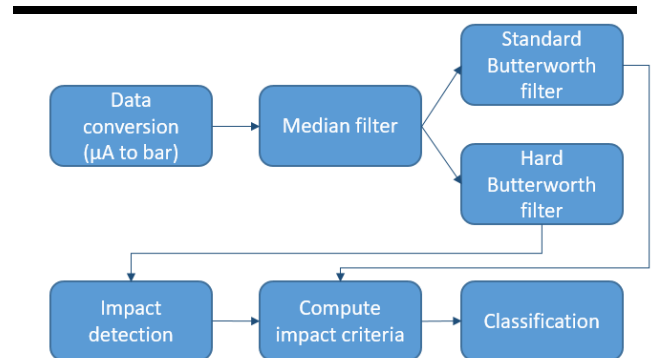 Standard
Butterworth
filter
Data
conversion
(µA to bar)
Median filter
Hard
Butterworth
filter
Impact
detection
Compute
impact criteria
Classification